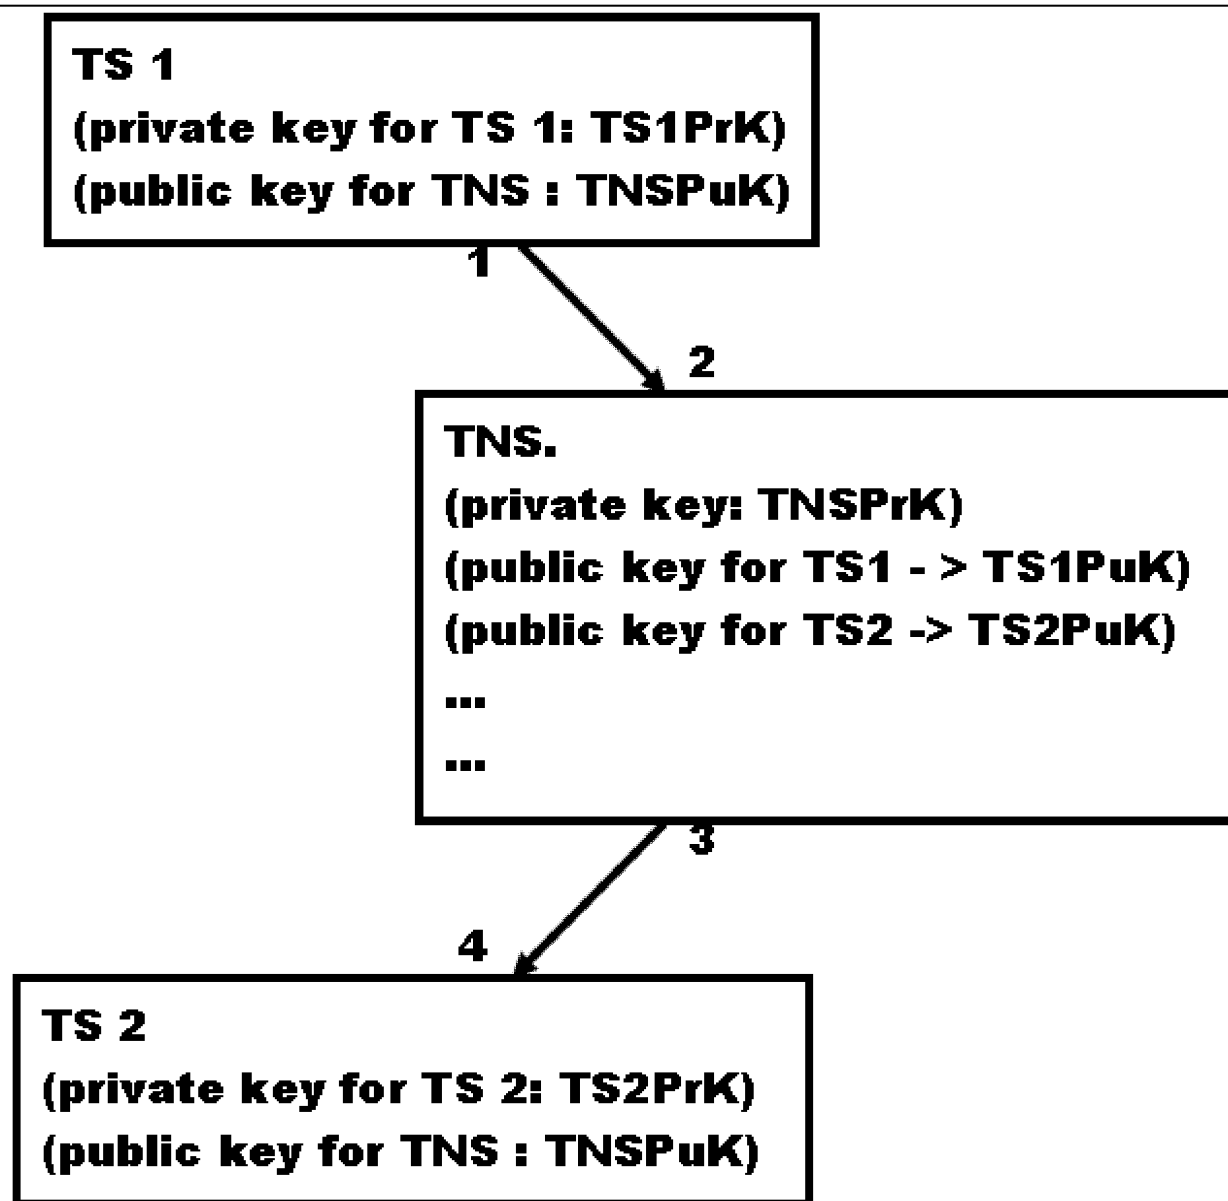 TS 1
(private key for TS 1: TS1PrK)
(public key for TNS : TNSPuK)
1
2
TNS.
(private key: TNSPrK)
(public key for TS1 - > TS1PuK)
(public key for TS2 -> TS2PuK)
...
...
3
4
TS 2
(private key for TS 2: TS2PrK)
(public key for TNS : TNSPuK)